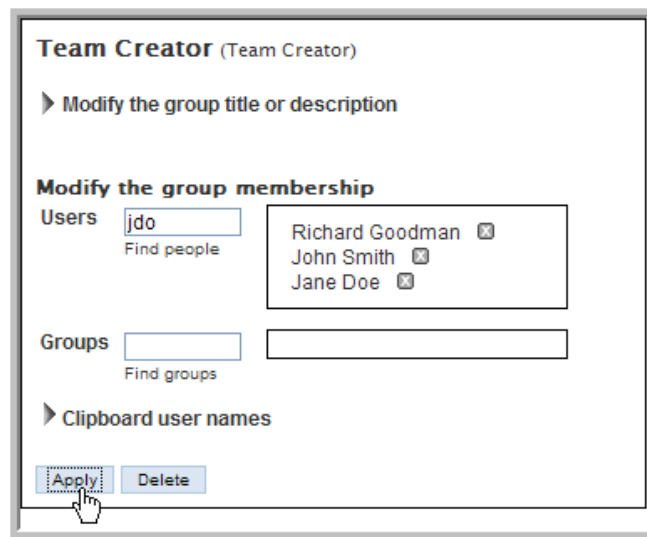 Team Creator (Team Creator)
Modify the group title or description
Modify the group membership
Users jdo
Find people
Richard Goodman x
John Smith x
Jane Doe x
Groups
Find groups
Clipboard user names
Apply Delete